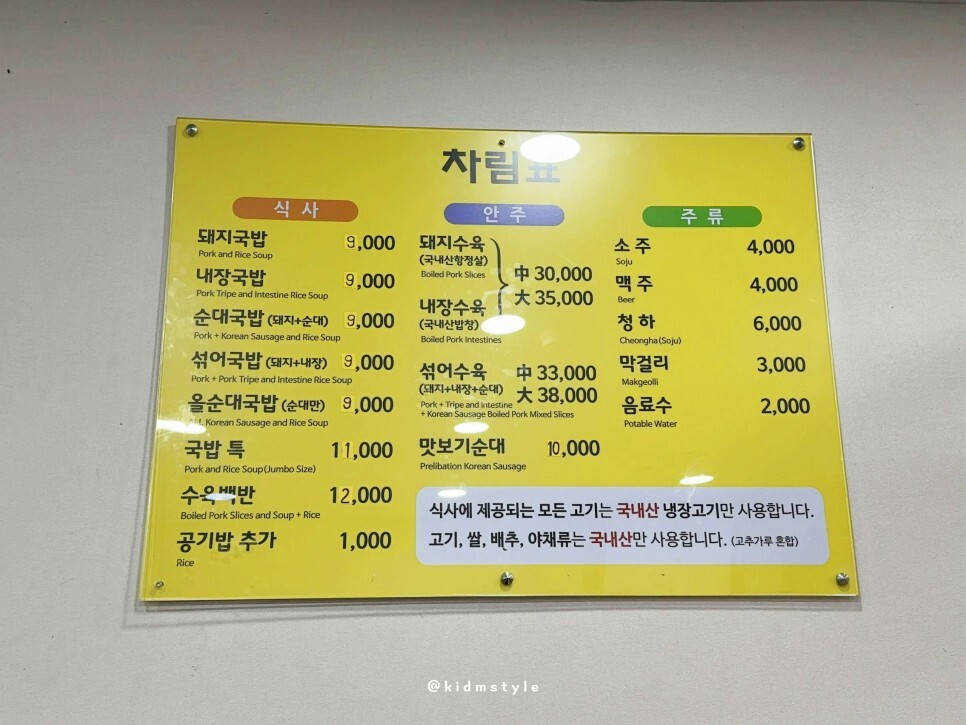 차림표
식 사
돼지국밥 9,000
Pork and Rice Soup
내장국밥 9,000
Pork Tripe and Intestine Rice Soup
순대국밥 (돼지+순대) 9,000
Pork + Korean Sausage and Rice Soup
섞어국밥 (돼지+내장) 9,000
Pork + Pork Tripe and Intestine Rice Soup
올순대국밥 (순대만) 9,000
ALL Korean Sausage and Rice Soup
국밥 특 11,000
Pork and Rice Soup(Jumbo Size)
수육백반 12,000
Boiled Pork Slices and Soup + Rice
공기밥 추가 1,000
Rice
안 주
돼지수육
(국내산항정살)
Boiled Pork Slices
中 30,000
大 35,000
내장수육
(국내산밥창)
Boiled Pork Intestines
섞어수육 中 33,000
(돼지+내장+순대) 大 38,000
Pork + Tripe and Intestine
+ Korean Sausage Boiled Pork Mixed Slices
맛보기순대 10,000
Prelibation Korean Sausage
주 류
소 주 4,000
Soju
맥 주 4,000
Beer
청 하 6,000
Cheongha(Soju)
막걸리 3,000
Makgeolli
음료수 2,000
Potable Water
식사에 제공되는 모든 고기는 국내산 냉장고기만 사용합니다.
고기, 쌀, 배추, 야채류는 국내산만 사용합니다. (고추가루 혼합)
@kidmstyle